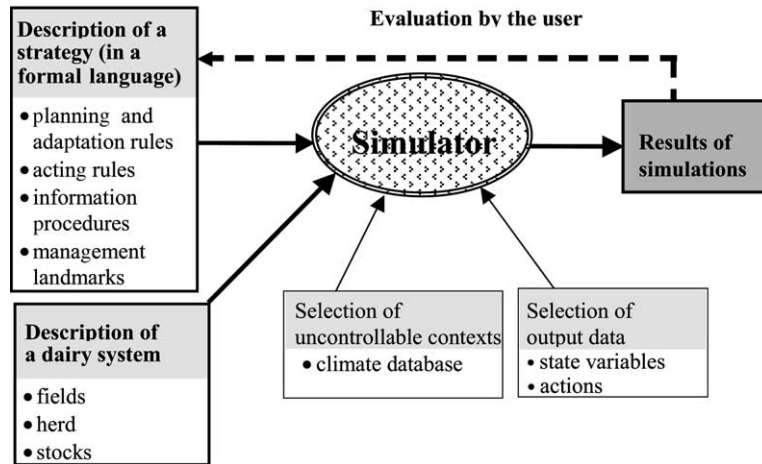 Evaluation by the user
Description of a
strategy (in a
formal language)
• planning and
adaptation rules
• acting rules
• information
procedures
• management
landmarks
Simulator
Results of
simulations
Description of
a dairy system
• fields
• herd
• stocks
Selection of
uncontrollable contexts
• climate database
Selection of
output data
• state variables
• actions